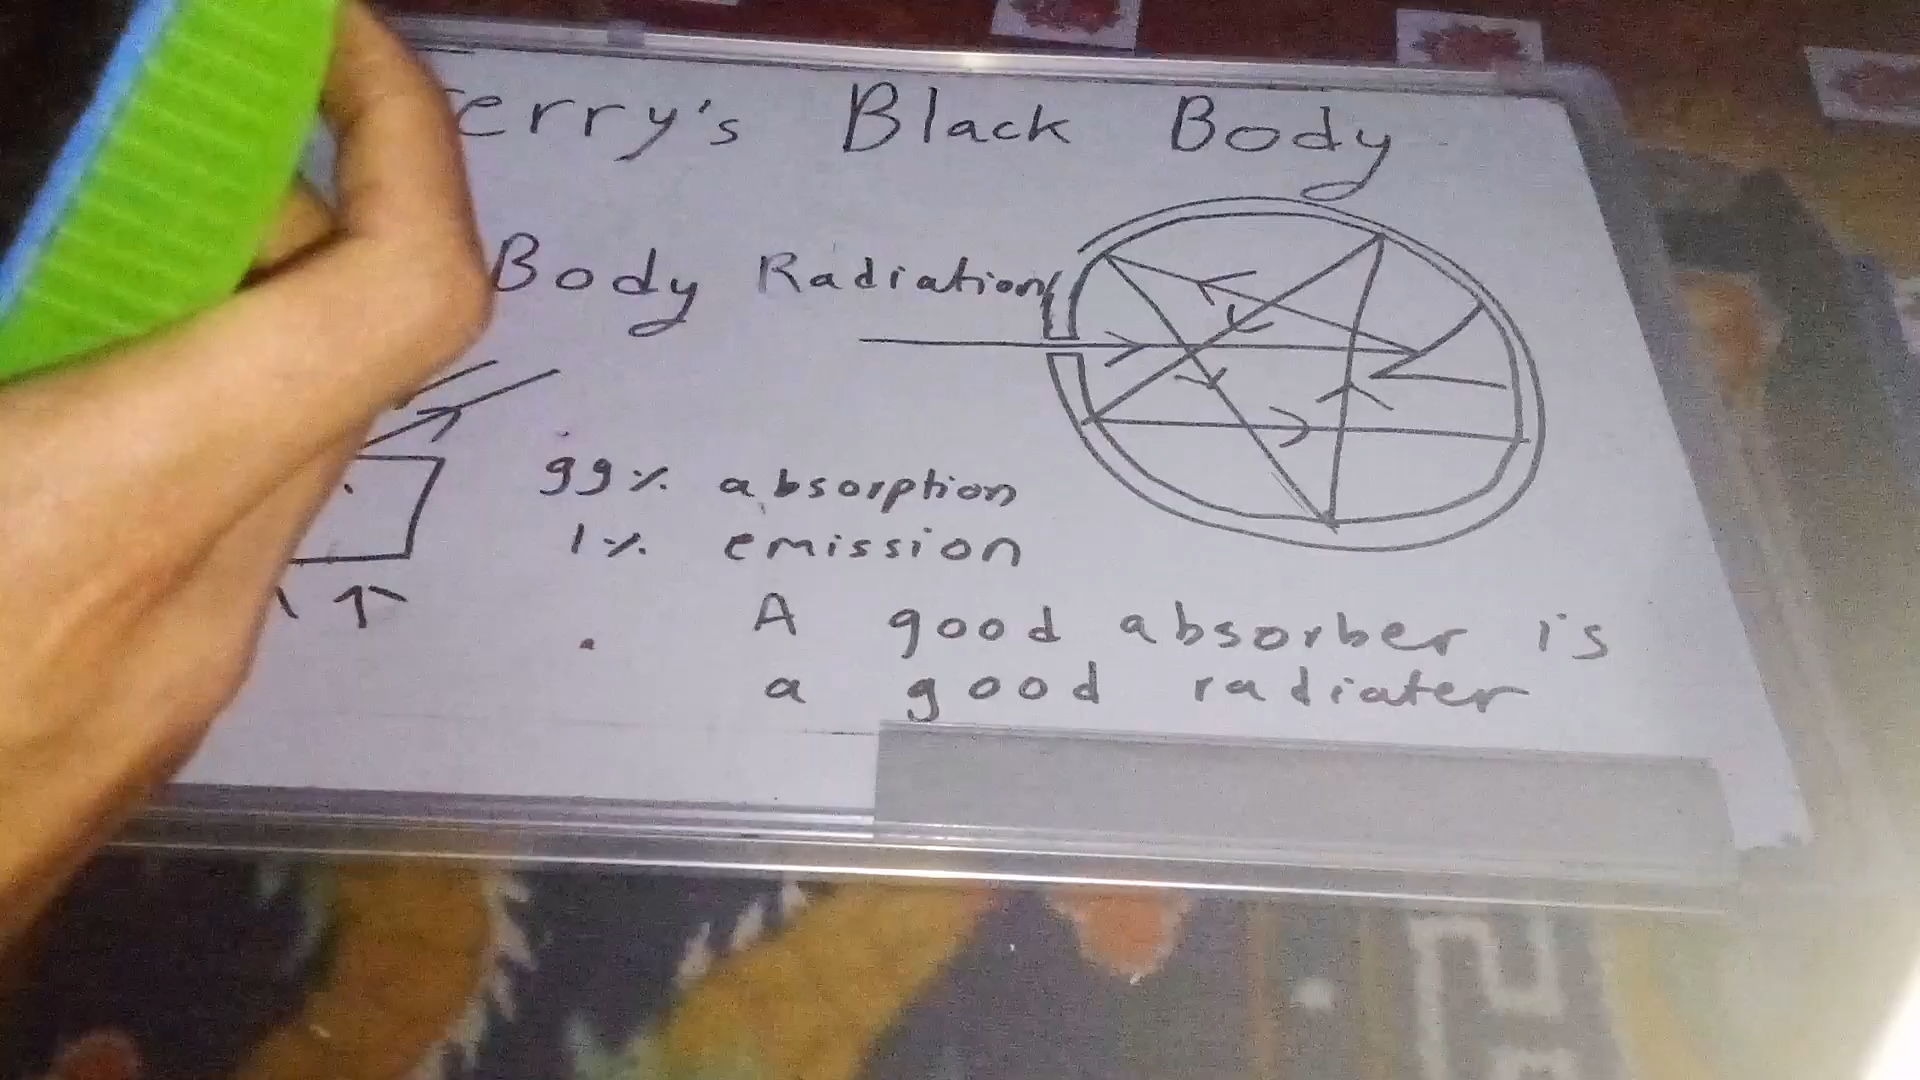 erry's Black Body
Body Radiation
99% absorption
1% emission
A good absorber is
a good radiater